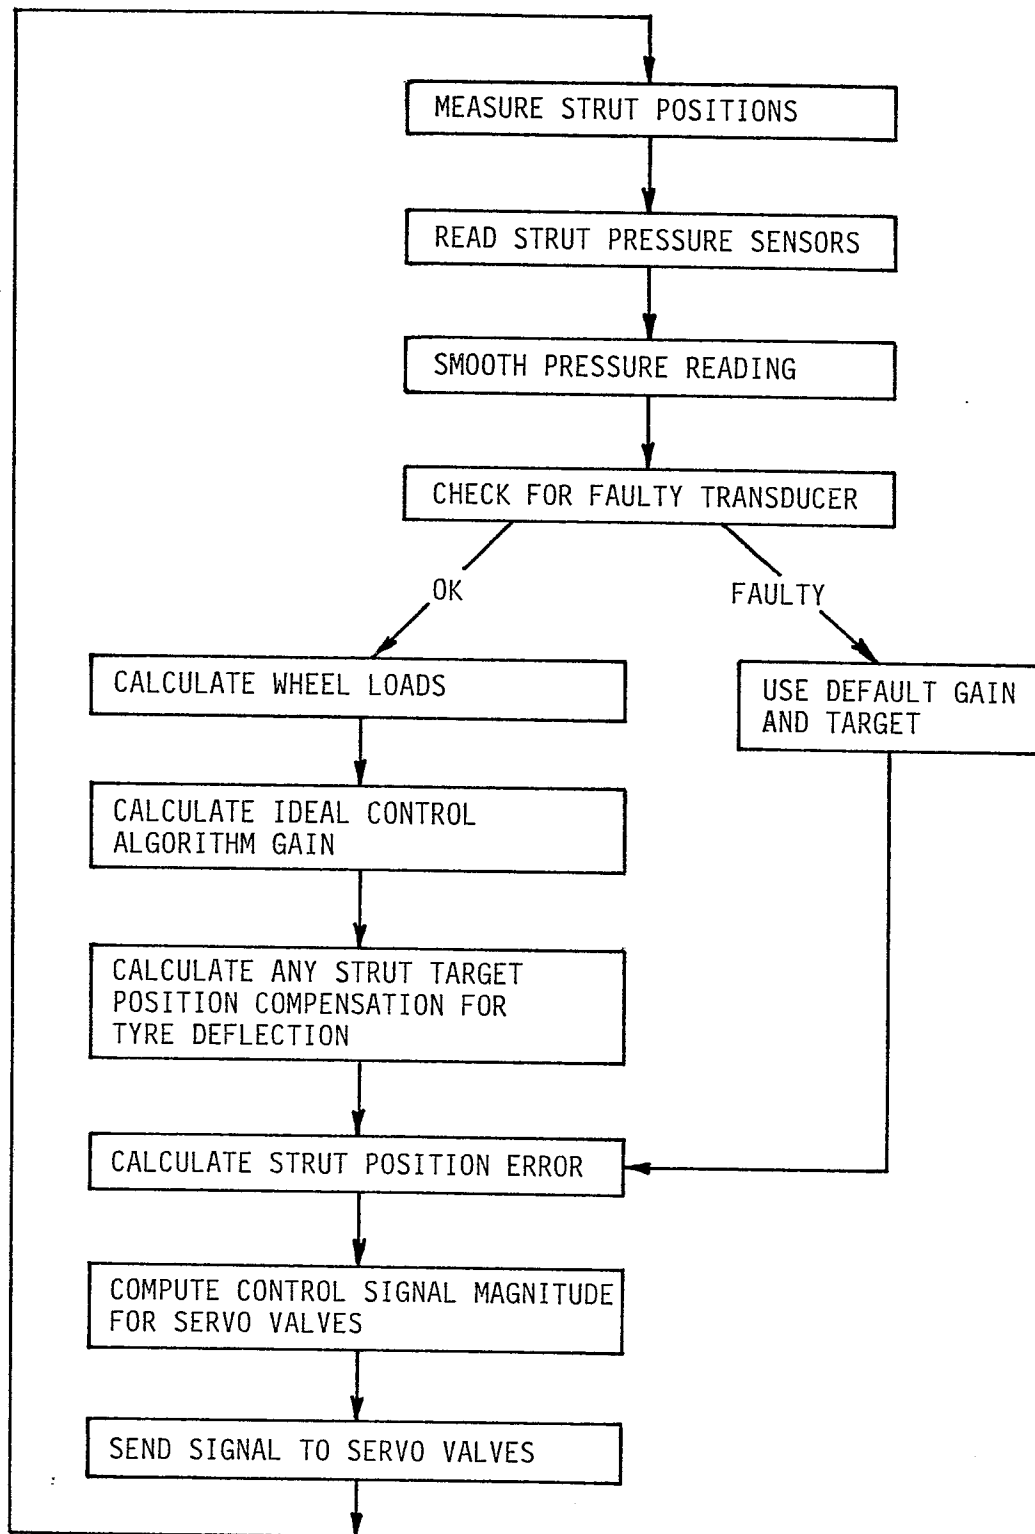 MEASURE STRUT POSITIONS
READ STRUT PRESSURE SENSORS
SMOOTH PRESSURE READING
CHECK FOR FAULTY TRANSDUCER
OK
FAULTY
CALCULATE WHEEL LOADS
USE DEFAULT GAIN
AND TARGET
CALCULATE IDEAL CONTROL
ALGORITHM GAIN
CALCULATE ANY STRUT TARGET
POSITION COMPENSATION FOR
TYRE DEFLECTION
CALCULATE STRUT POSITION ERROR
COMPUTE CONTROL SIGNAL MAGNITUDE
FOR SERVO VALVES
SEND SIGNAL TO SERVO VALVES